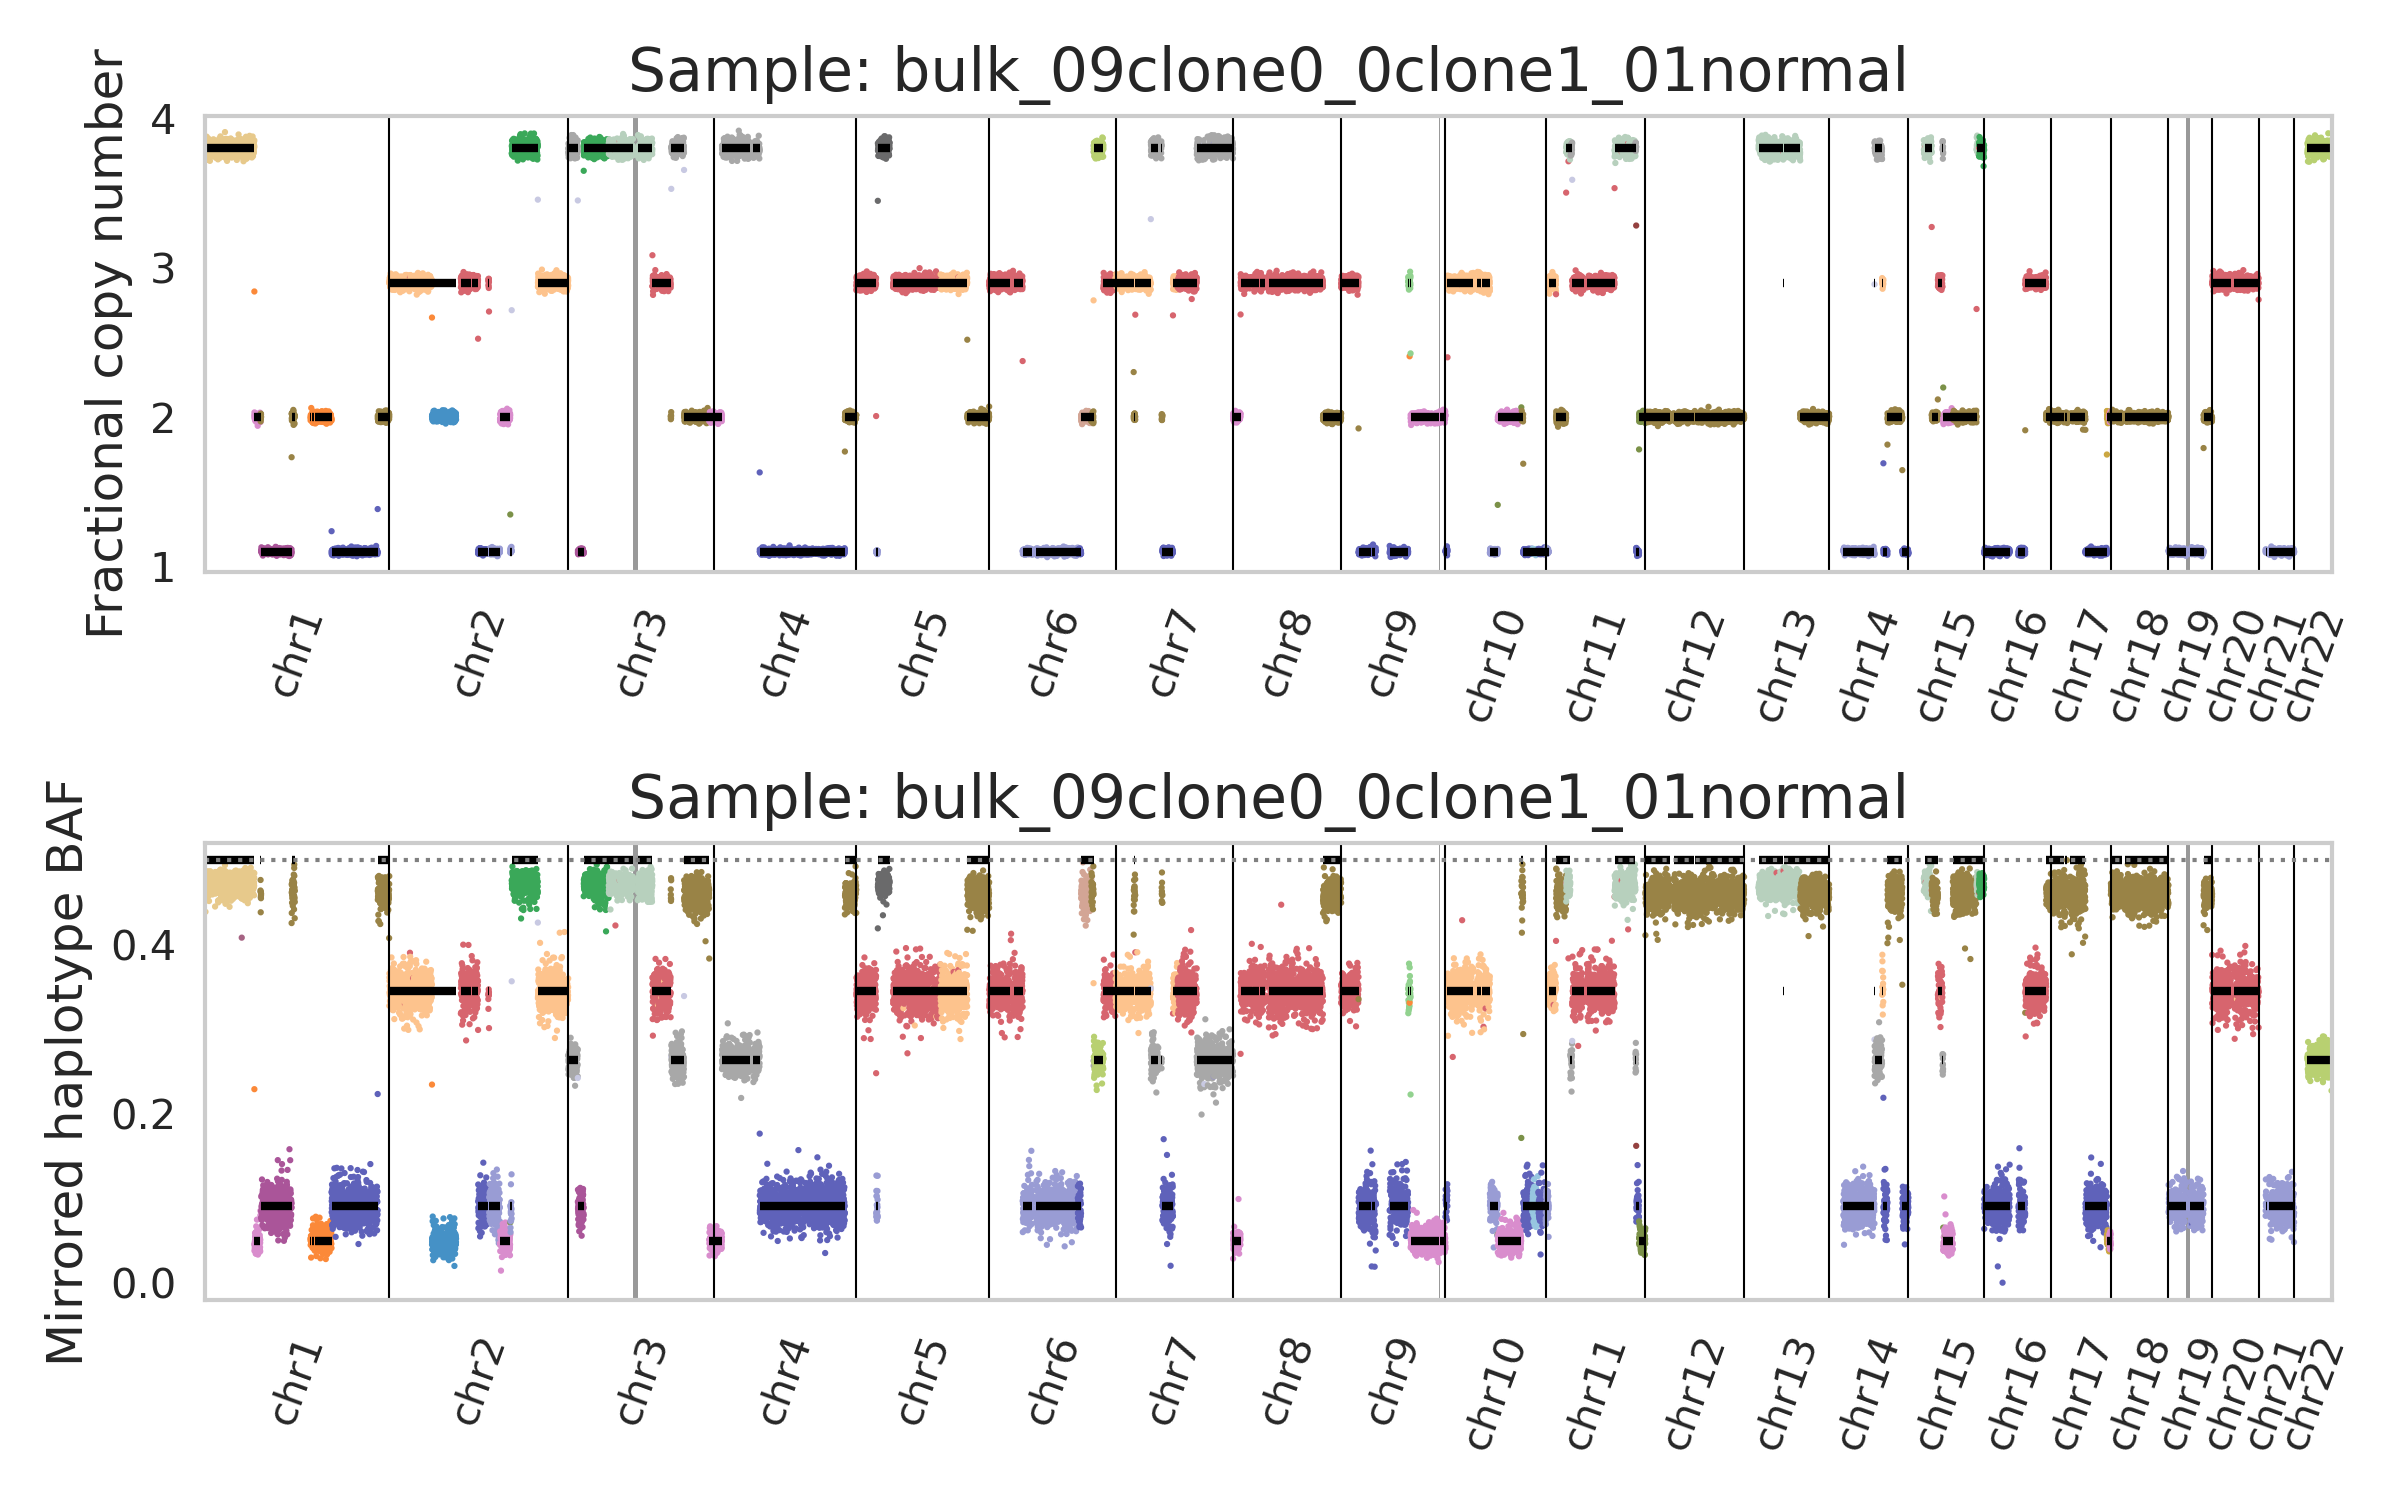 Sample: bulk_09clone0_0clone1_01normal
Fractional copy number
4
3
2
1
chr1 chr2 chr3 chr4 chr5 chr6 chr7 chr8 chr9 chr10 chr11 chr12 chr13 chr14 chr15 chr16 chr17 chr18 chr19 chr20 chr21 chr22
Sample: bulk_09clone0_0clone1_01normal
Mirrored haplotype BAF
0.4
0.2
0.0
chr1 chr2 chr3 chr4 chr5 chr6 chr7 chr8 chr9 chr10 chr11 chr12 chr13 chr14 chr15 chr16 chr17 chr18 chr19 chr20 chr21 chr22